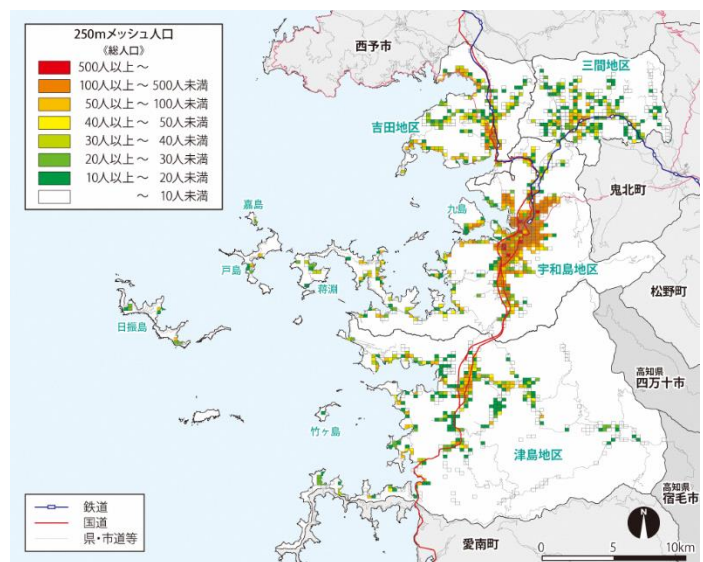 250mメッシュ人口
《総人口》
500人以上～
100人以上～500人未満
50人以上～100人未満
40人以上～50人未満
30人以上～40人未満
20人以上～30人未満
10人以上～20人未満
～10人未満
西予市
三間地区
吉田地区
鬼北町
嘉島
九島
戸島
蒋淵
宇和島地区
松野町
日振島
高知県
四万十市
竹ヶ島
津島地区
高知県
宿毛市
鉄道
国道
県・市道等
愛南町
N
0 5 10km